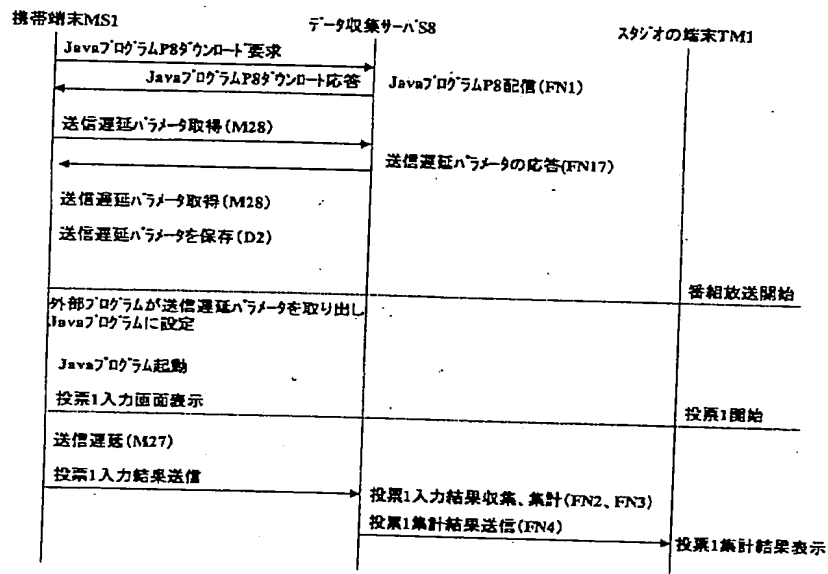 携帯端末MS1
データ収集サーバS8
スタジオの端末TM1
JavaプログラムP8ダウンロード要求
JavaプログラムP8ダウンロート応答
JavaプログラムP8配信(FN1)
送信遅延パラメータ取得(M28)
送信遅延パラメータの応答(FN17)
送信遅延パラメータ取得(M28)
送信遅延パラメータを保存(D2)
番組放送開始
外部プログラムが送信遅延パラメータを取り出し
Javaプログラムに設定
Javaプログラム起動
投票1入力画面表示
投票1開始
送信遅延(M27)
投票1入力結果送信
投票1入力結果収集、集計(FN2、FN3)
投票1集計結果送信(FN4)
投票1集計結果表示